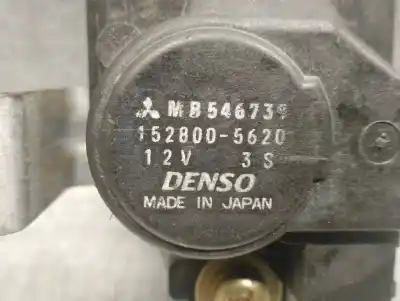 MB546739
152800-5620
12V 3S
DENSO
MADE IN JAPAN